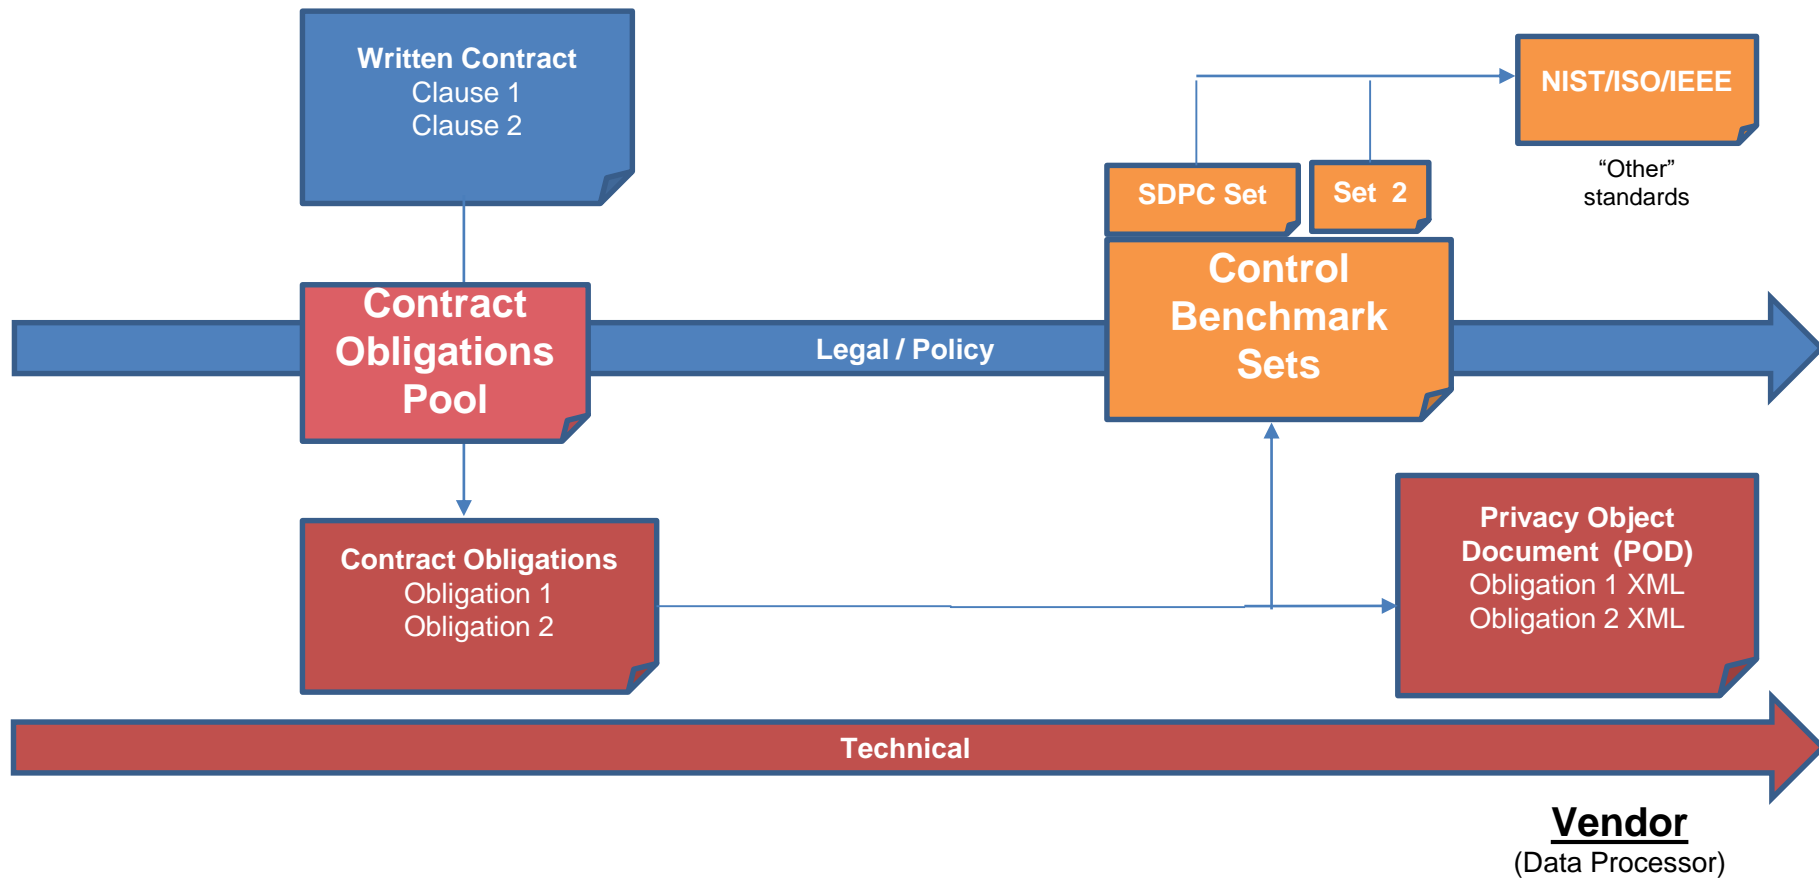 Written Contract
Clause 1
Clause 2
NIST/ISO/IEEE
“Other”
standards
SDPC Set
Set 2
Contract
Obligations
Pool
Legal / Policy
Control
Benchmark
Sets
Contract Obligations
Obligation 1
Obligation 2
Privacy Object
Document (POD)
Obligation 1 XML
Obligation 2 XML
Technical
Vendor
(Data Processor)